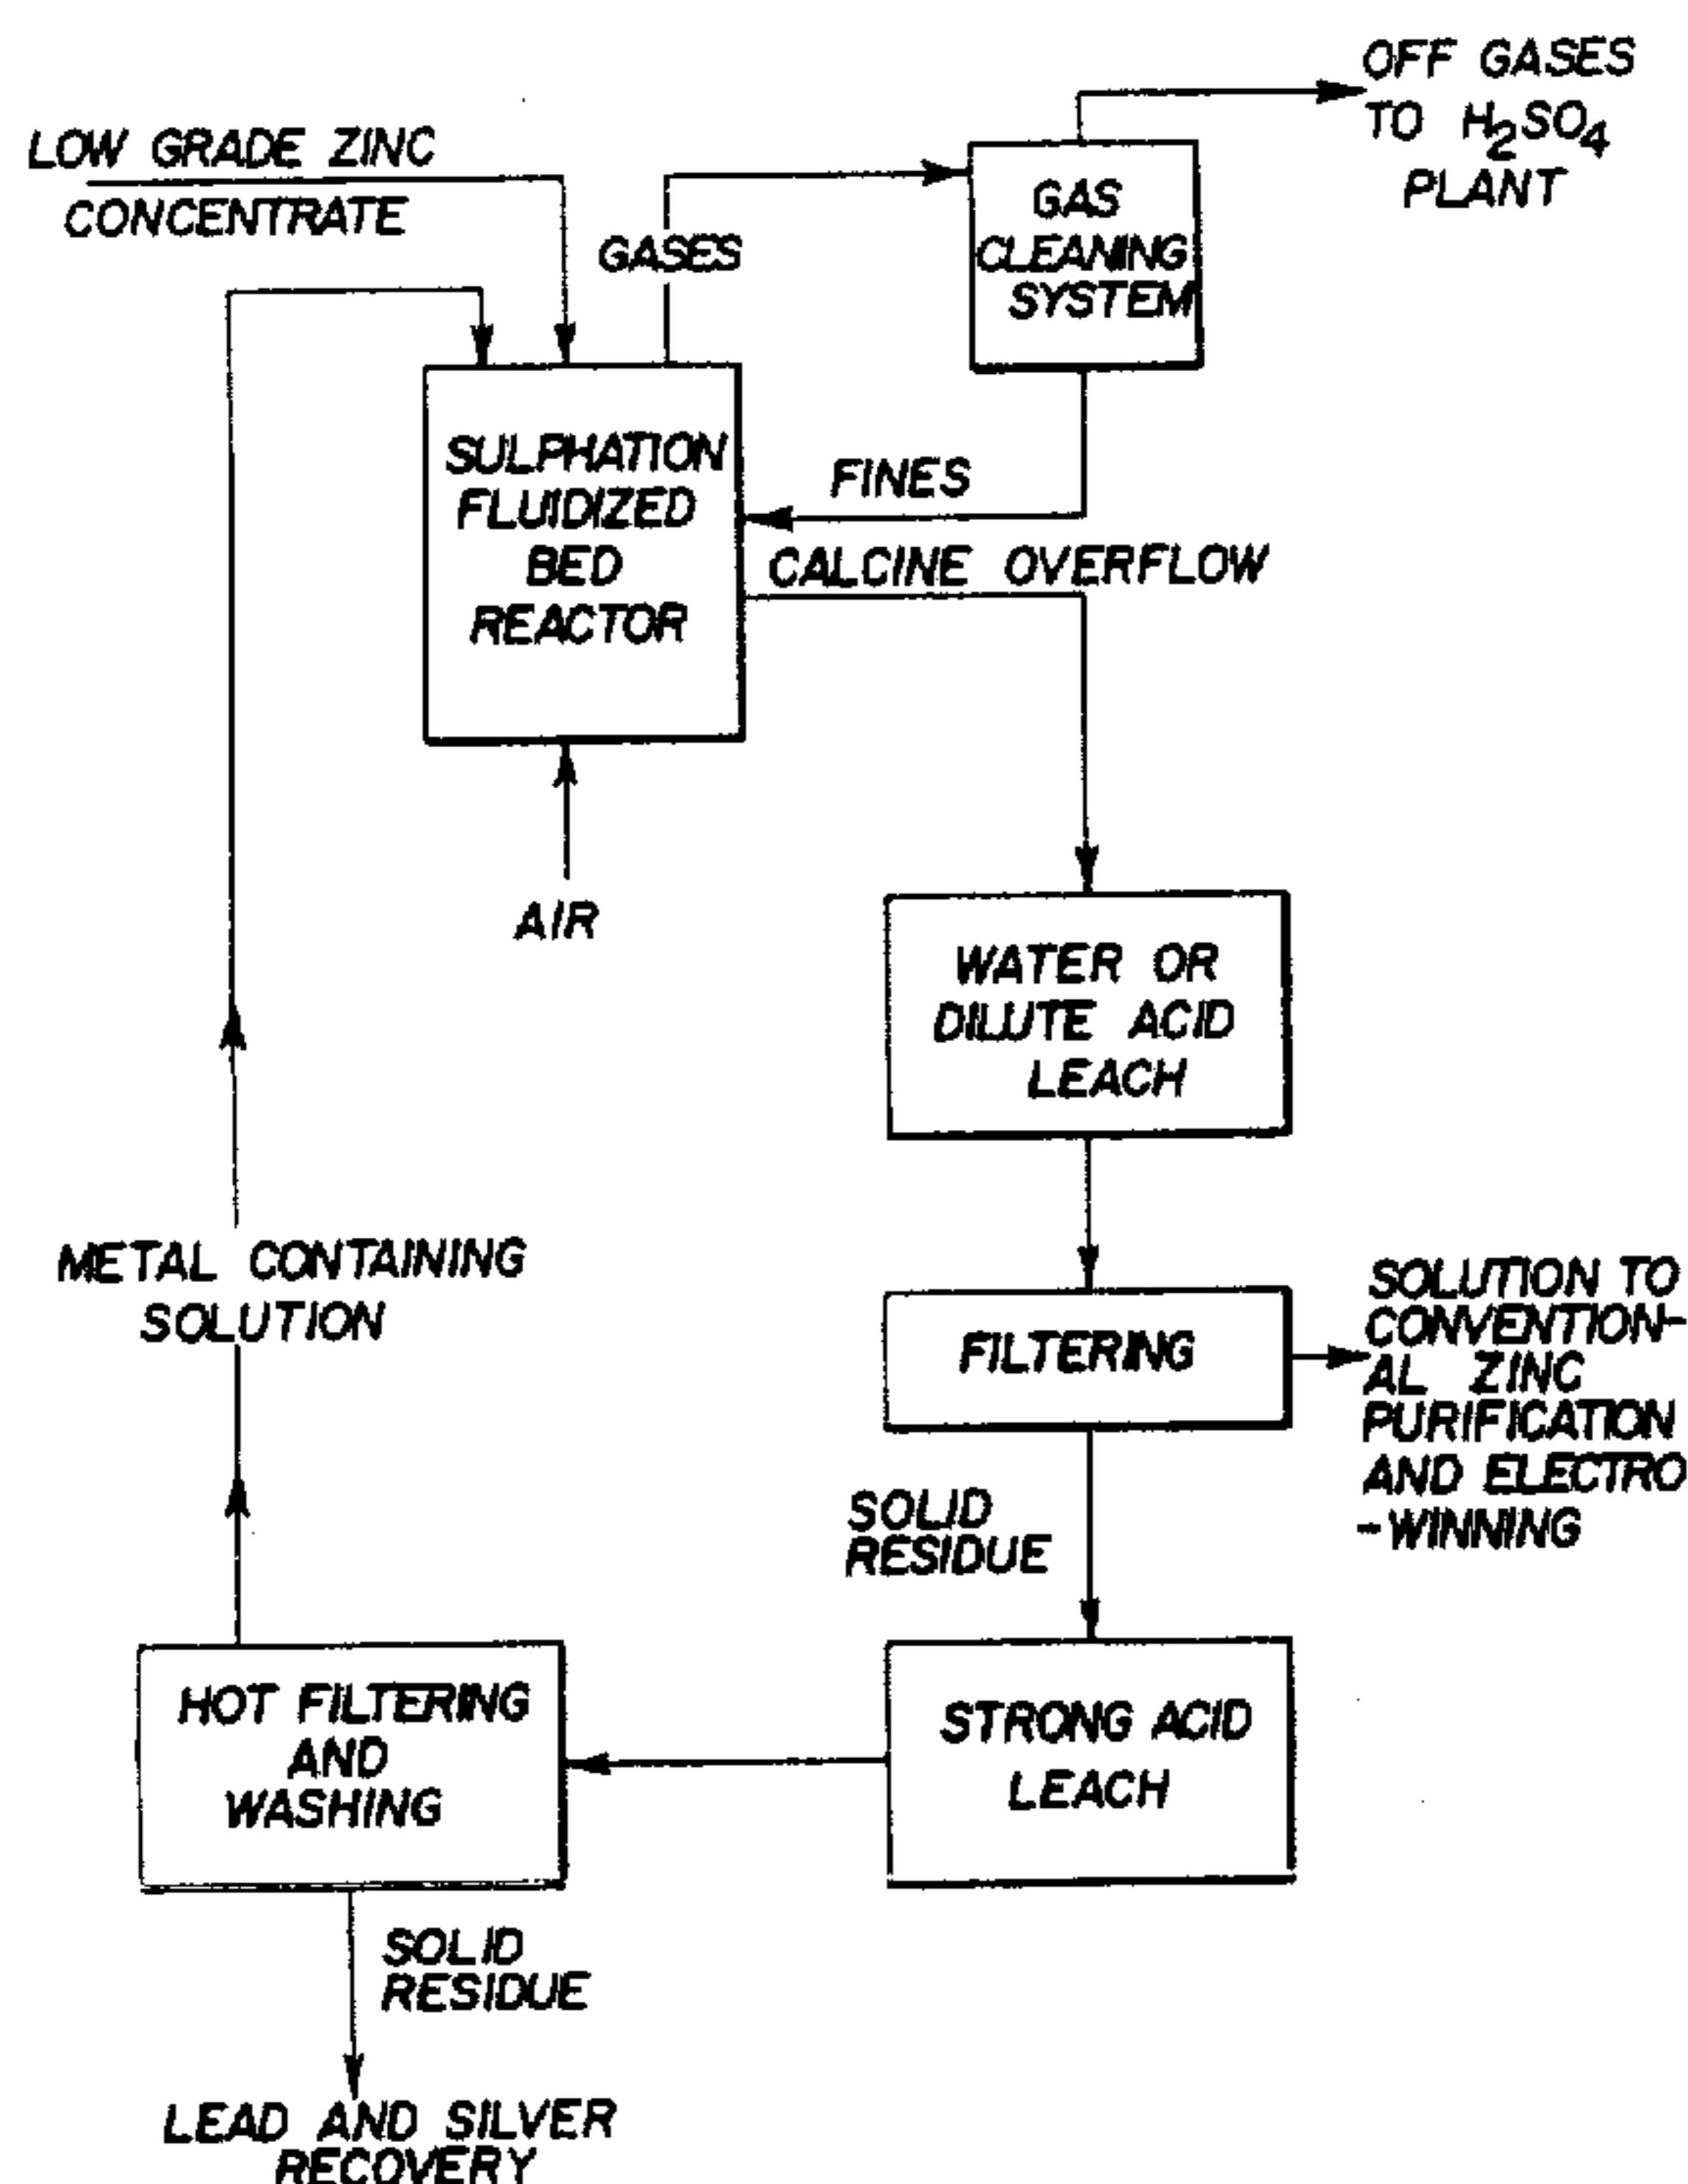 OFF GASES
TO H2SO4
PLANT
LOW GRADE ZINC
CONCENTRATE
GASES
GAS
CLEANING
SYSTEM
SULPHATION
FLUIDIZED
BED
REACTOR
FINES
CALCINE OVERFLOW
AIR
WATER OR
DILUTE ACID
LEACH
METAL CONTAINING
SOLUTION
FILTERING
SOLUTION TO
CONVENTION-
AL ZINC
PURIFICATION
AND ELECTRO
-WINNING
SOLID
RESIDUE
HOT FILTERING
AND
WASHING
STRONG ACID
LEACH
SOLID
RESIDUE
LEAD AND SILVER
RECOVERY